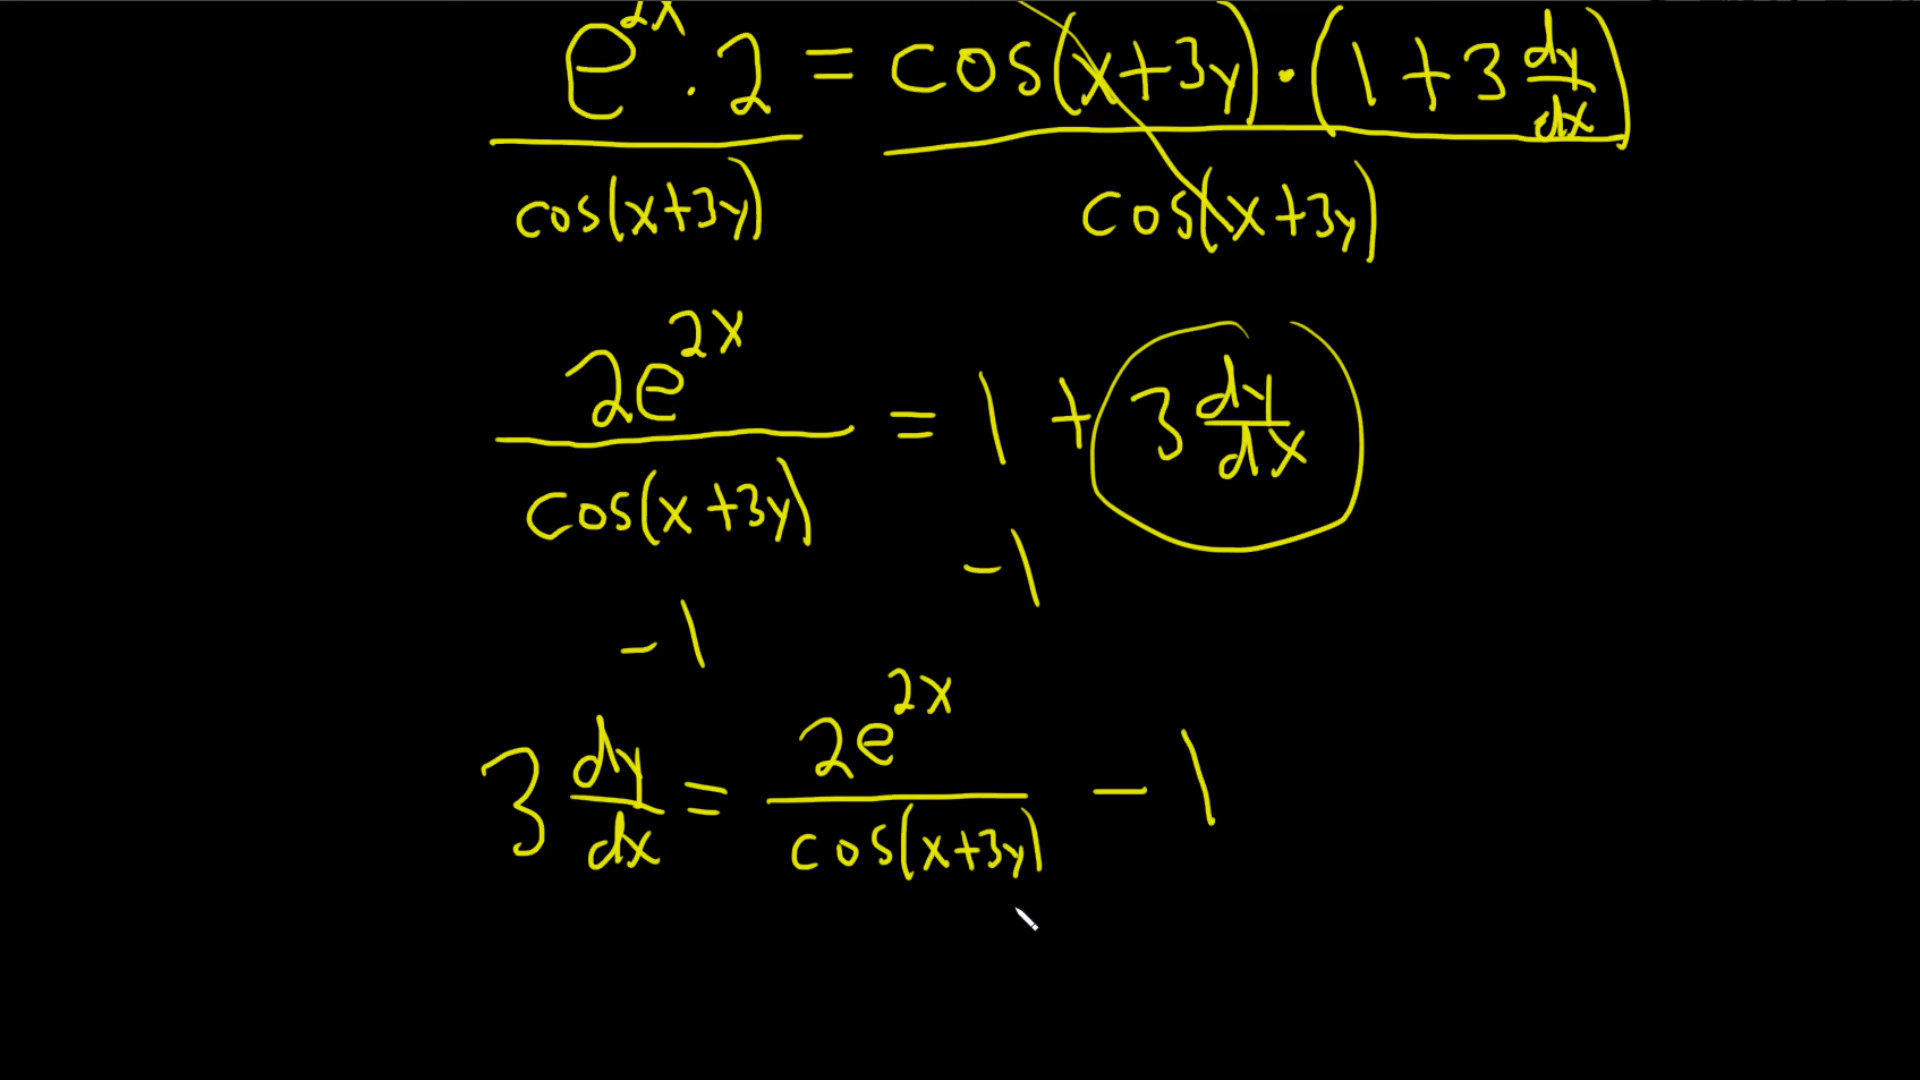 e^{2x} · 2 = cos(x+3y) · (1 + 3 dy/dx)
cos(x+3y) cos(x+3y)
2e^{2x}/cos(x+3y) = 1 + 3 dy/dx
-1
-1
3 dy/dx = 2e^{2x}/cos(x+3y) - 1